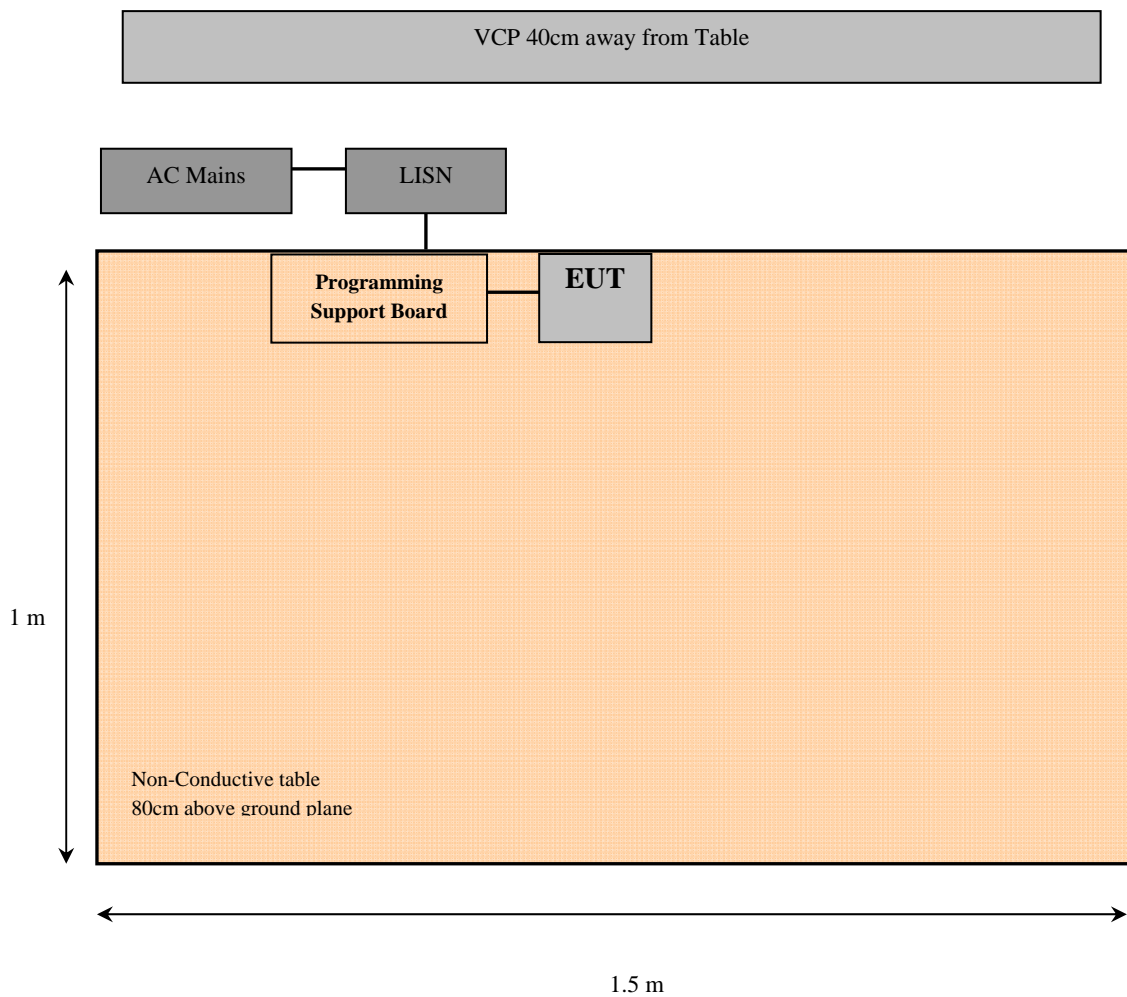 VCP 40cm away from Table
AC Mains
LISN
Programming
Support Board
EUT
1 m
Non-Conductive table
80cm above ground plane
1.5 m